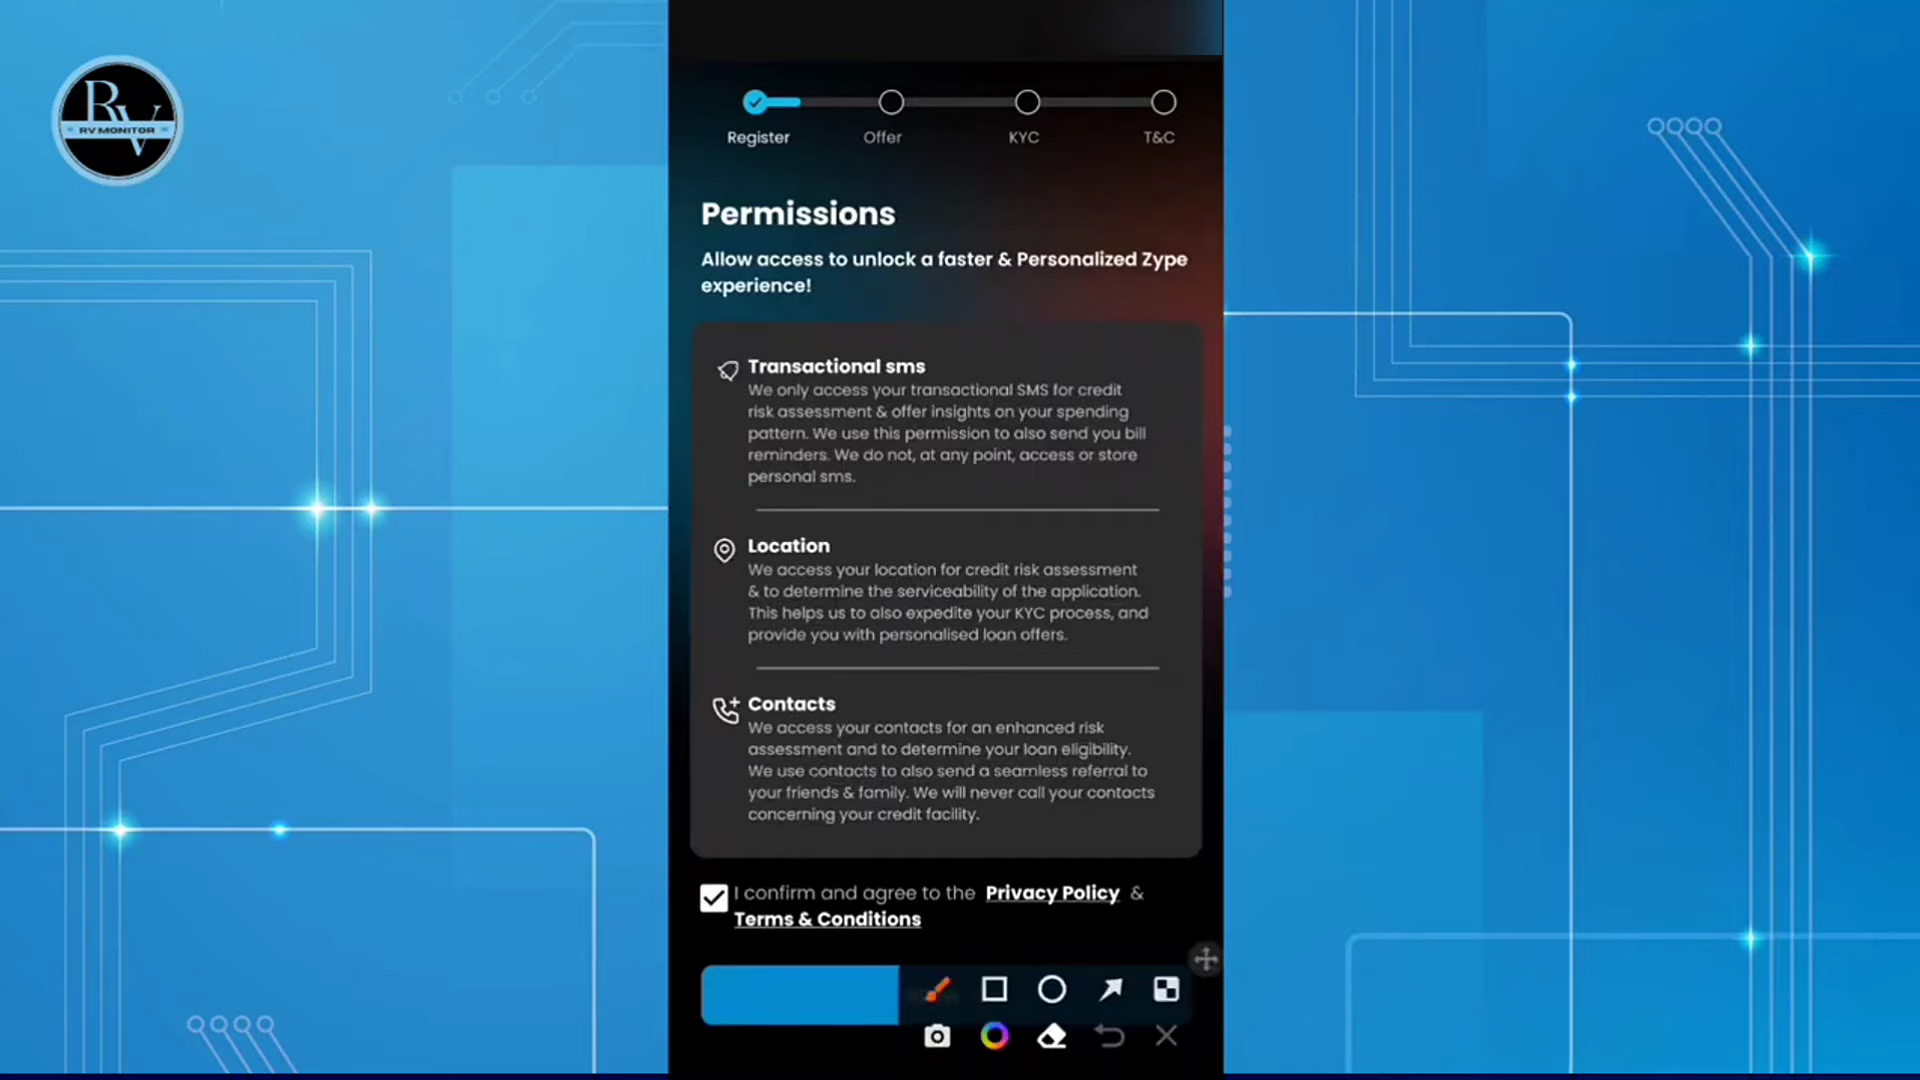 RV
RV MONITOR
Register
Offer
KYC
T&C
Permissions
Allow access to unlock a faster & Personalized Zype
experience!
Transactional sms
We only access your transactional SMS for credit
risk assessment & offer insights on your spending
pattern. We use this permission to also send you bill
reminders. We do not, at any point, access or store
personal sms.
Location
We access your location for credit risk assessment
& to determine the serviceability of the application.
This helps us to also expedite your KYC process, and
provide you with personalised loan offers.
Contacts
We access your contacts for an enhanced risk
assessment and to determine your loan eligibility.
We use contacts to also send a seamless referral to
your friends & family. We will never call your contacts
concerning your credit facility.
I confirm and agree to the Privacy Policy &
Terms & Conditions